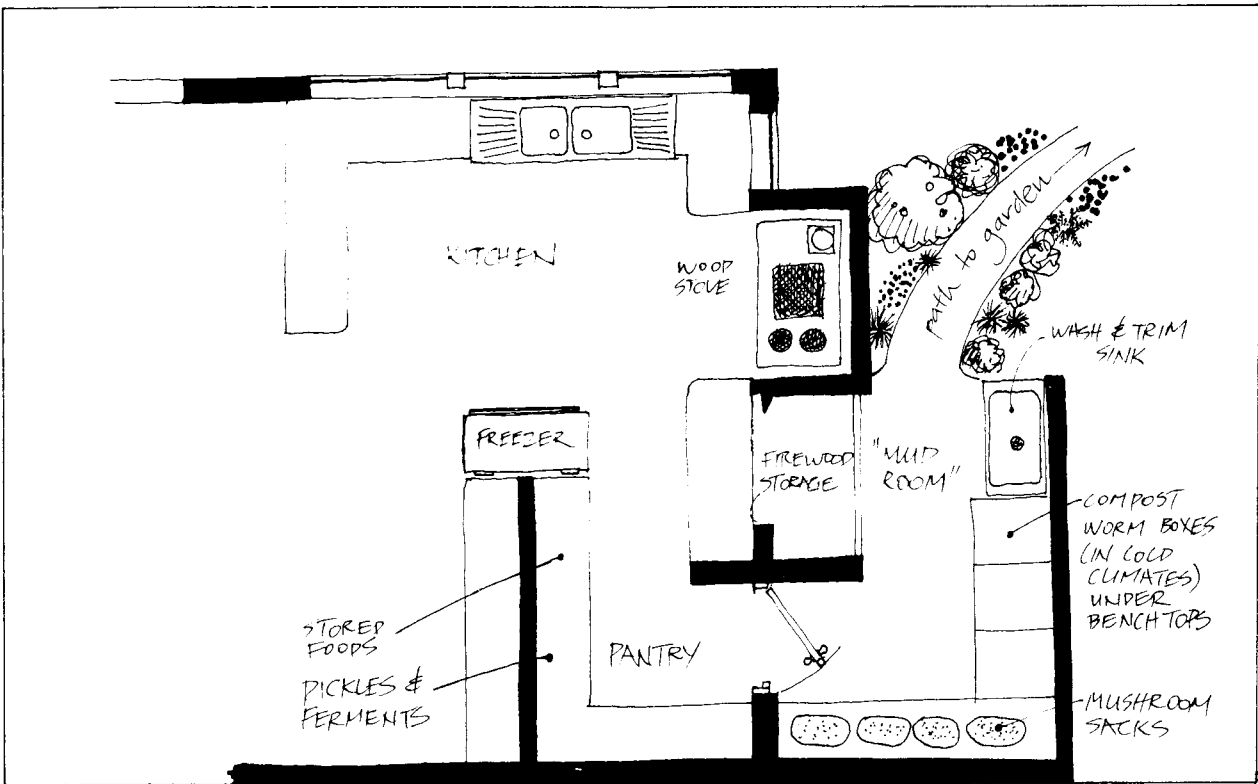 KITCHEN
WOOD
STOVE
path to garden
WASH & TRIM
SINK
FREEZER
FIREWOOD
STORAGE
"MUD
ROOM"
COMPOST
WORM BOXES
(IN COLD
CLIMATES)
UNDER
BENCH TOPS
STORED
FOODS
PANTRY
PICKLES &
FERMENTS
MUSHROOM
SACKS